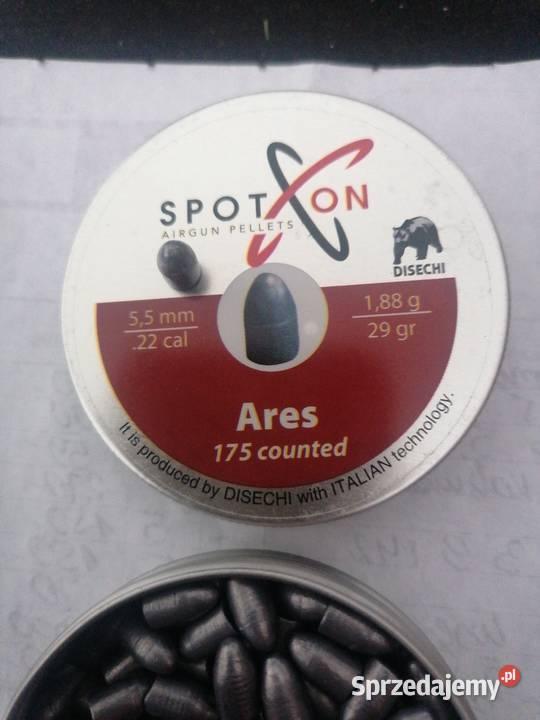 SPOT ON
AIRGUN PELLETS
DISECHI
5,5 mm
.22 cal
1,88 g
29 gr
Ares
175 counted
It is produced by DISECHI with ITALIAN technology.
Sprzedajemy.pl